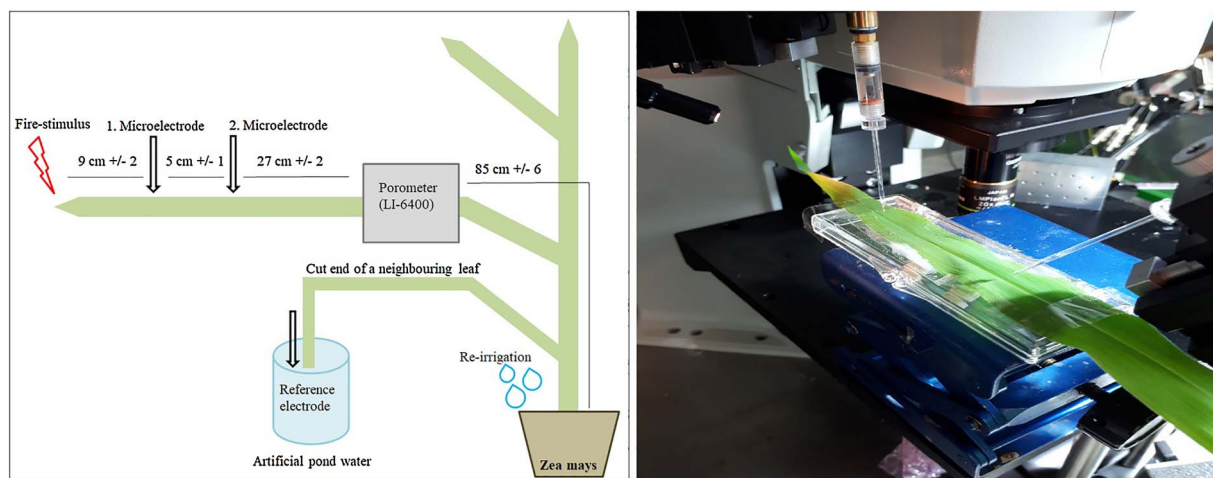 Fire-stimulus
1. Microelectrode
2. Microelectrode
9 cm +/- 2
5 cm +/- 1
27 cm +/- 2
85 cm +/- 6
Porometer
(LI-6400)
Cut end of a neighbouring leaf
Re-irrigation
Reference
electrode
Artificial pond water
Zea mays
JAPAN